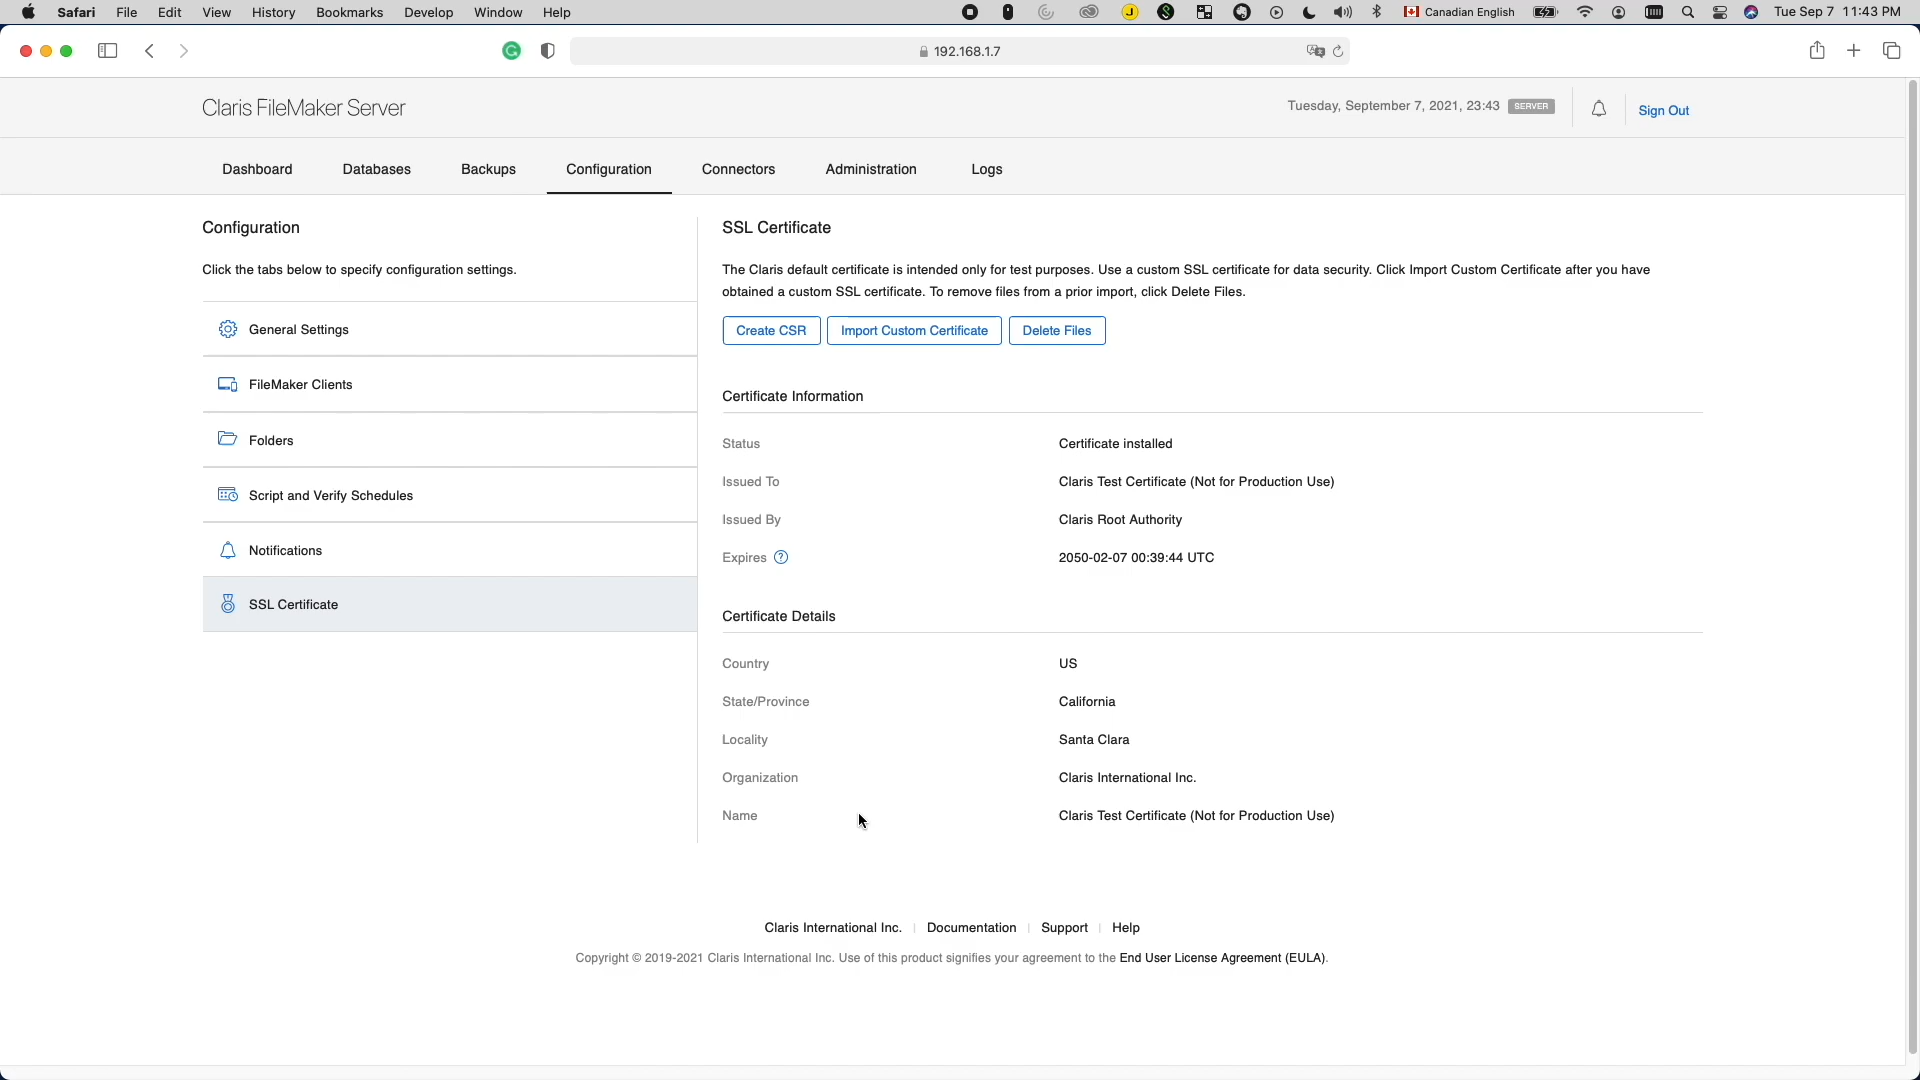 Safari File Edit View History Bookmarks Develop Window Help
Canadian English
Tue Sep 7 11:43 PM
192.168.1.7
Claris FileMaker Server
Tuesday, September 7, 2021, 23:43 SERVER
Sign Out
Dashboard Databases Backups Configuration Connectors Administration Logs
Configuration
Click the tabs below to specify configuration settings.
General Settings
FileMaker Clients
Folders
Script and Verify Schedules
Notifications
SSL Certificate
SSL Certificate
The Claris default certificate is intended only for test purposes. Use a custom SSL certificate for data security. Click Import Custom Certificate after you have
obtained a custom SSL certificate. To remove files from a prior import, click Delete Files.
Create CSR Import Custom Certificate Delete Files
Certificate Information
Status Certificate installed
Issued To Claris Test Certificate (Not for Production Use)
Issued By Claris Root Authority
Expires ? 2050-02-07 00:39:44 UTC
Certificate Details
Country US
State/Province California
Locality Santa Clara
Organization Claris International Inc.
Name Claris Test Certificate (Not for Production Use)
Claris International Inc. | Documentation | Support | Help
Copyright © 2019-2021 Claris International Inc. Use of this product signifies your agreement to the End User License Agreement (EULA).